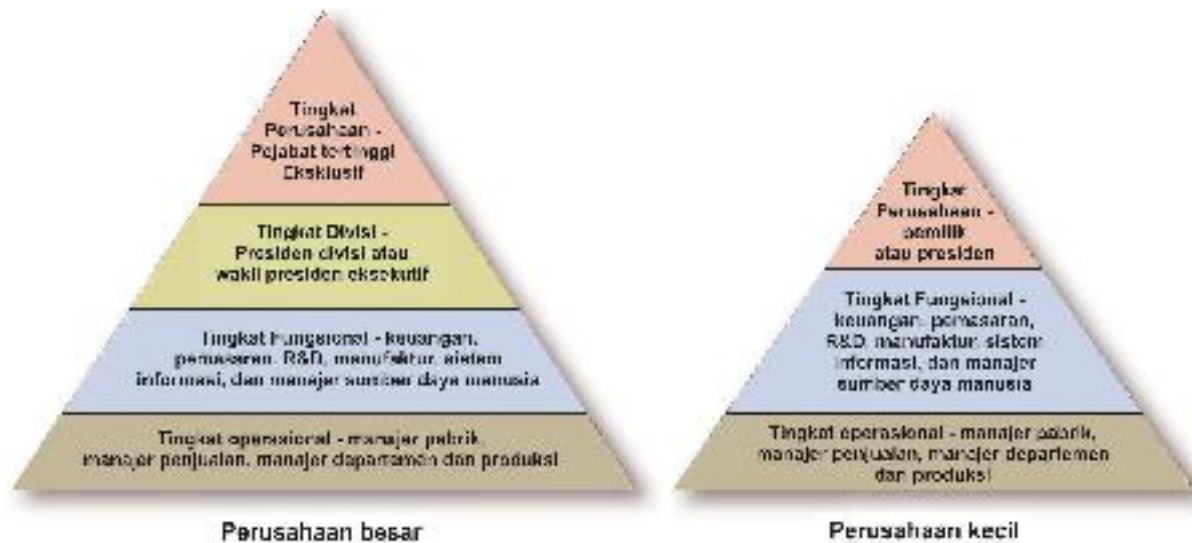 Tingkat
Perusahaan -
Pejabat tertinggi
Eksklusif
Tingkat Divisi -
Presiden divisi atau
wakil presiden eksekutif
Tingkat Fungsional - keuangan,
pemasaran, R&D, manufaktur, sistem
informasi, dan manajer sumber daya manusia
Tingkat operasional - manajer pabrik,
manajer penjualan, manajer departemen dan produksi
Perusahaan besar
Tingkat
Perusahaan -
pemilik
atau presiden
Tingkat Fungsional -
keuangan, pemasaran,
R&D, manufaktur, sistem
informasi, dan manajer
sumber daya manusia
Tingkat operasional - manajer pabrik,
manajer penjualan, manajer departemen
dan produksi
Perusahaan kecil